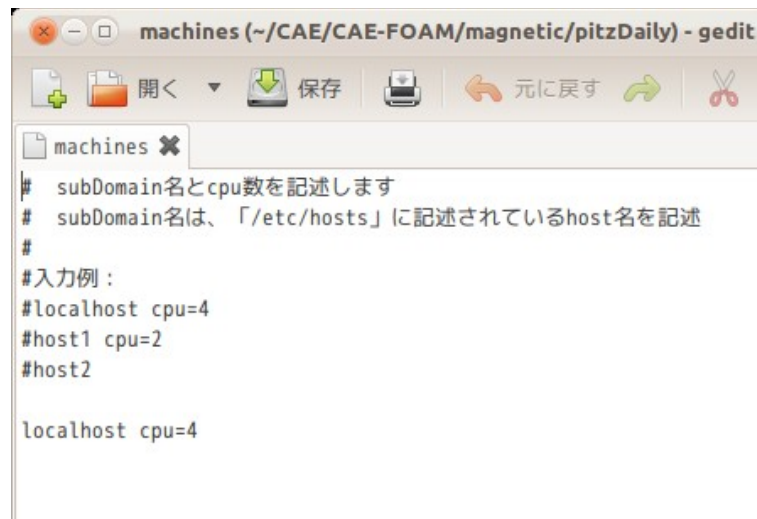 machines (~/CAE/CAE-FOAM/magnetic/pitzDaily) - gedit
開く 保存 元に戻す
machines
#  subDomain名とcpu数を記述します
#  subDomain名は、「/etc/hosts」に記述されているhost名を記述
#
#入力例：
#localhost cpu=4
#host1 cpu=2
#host2
localhost cpu=4